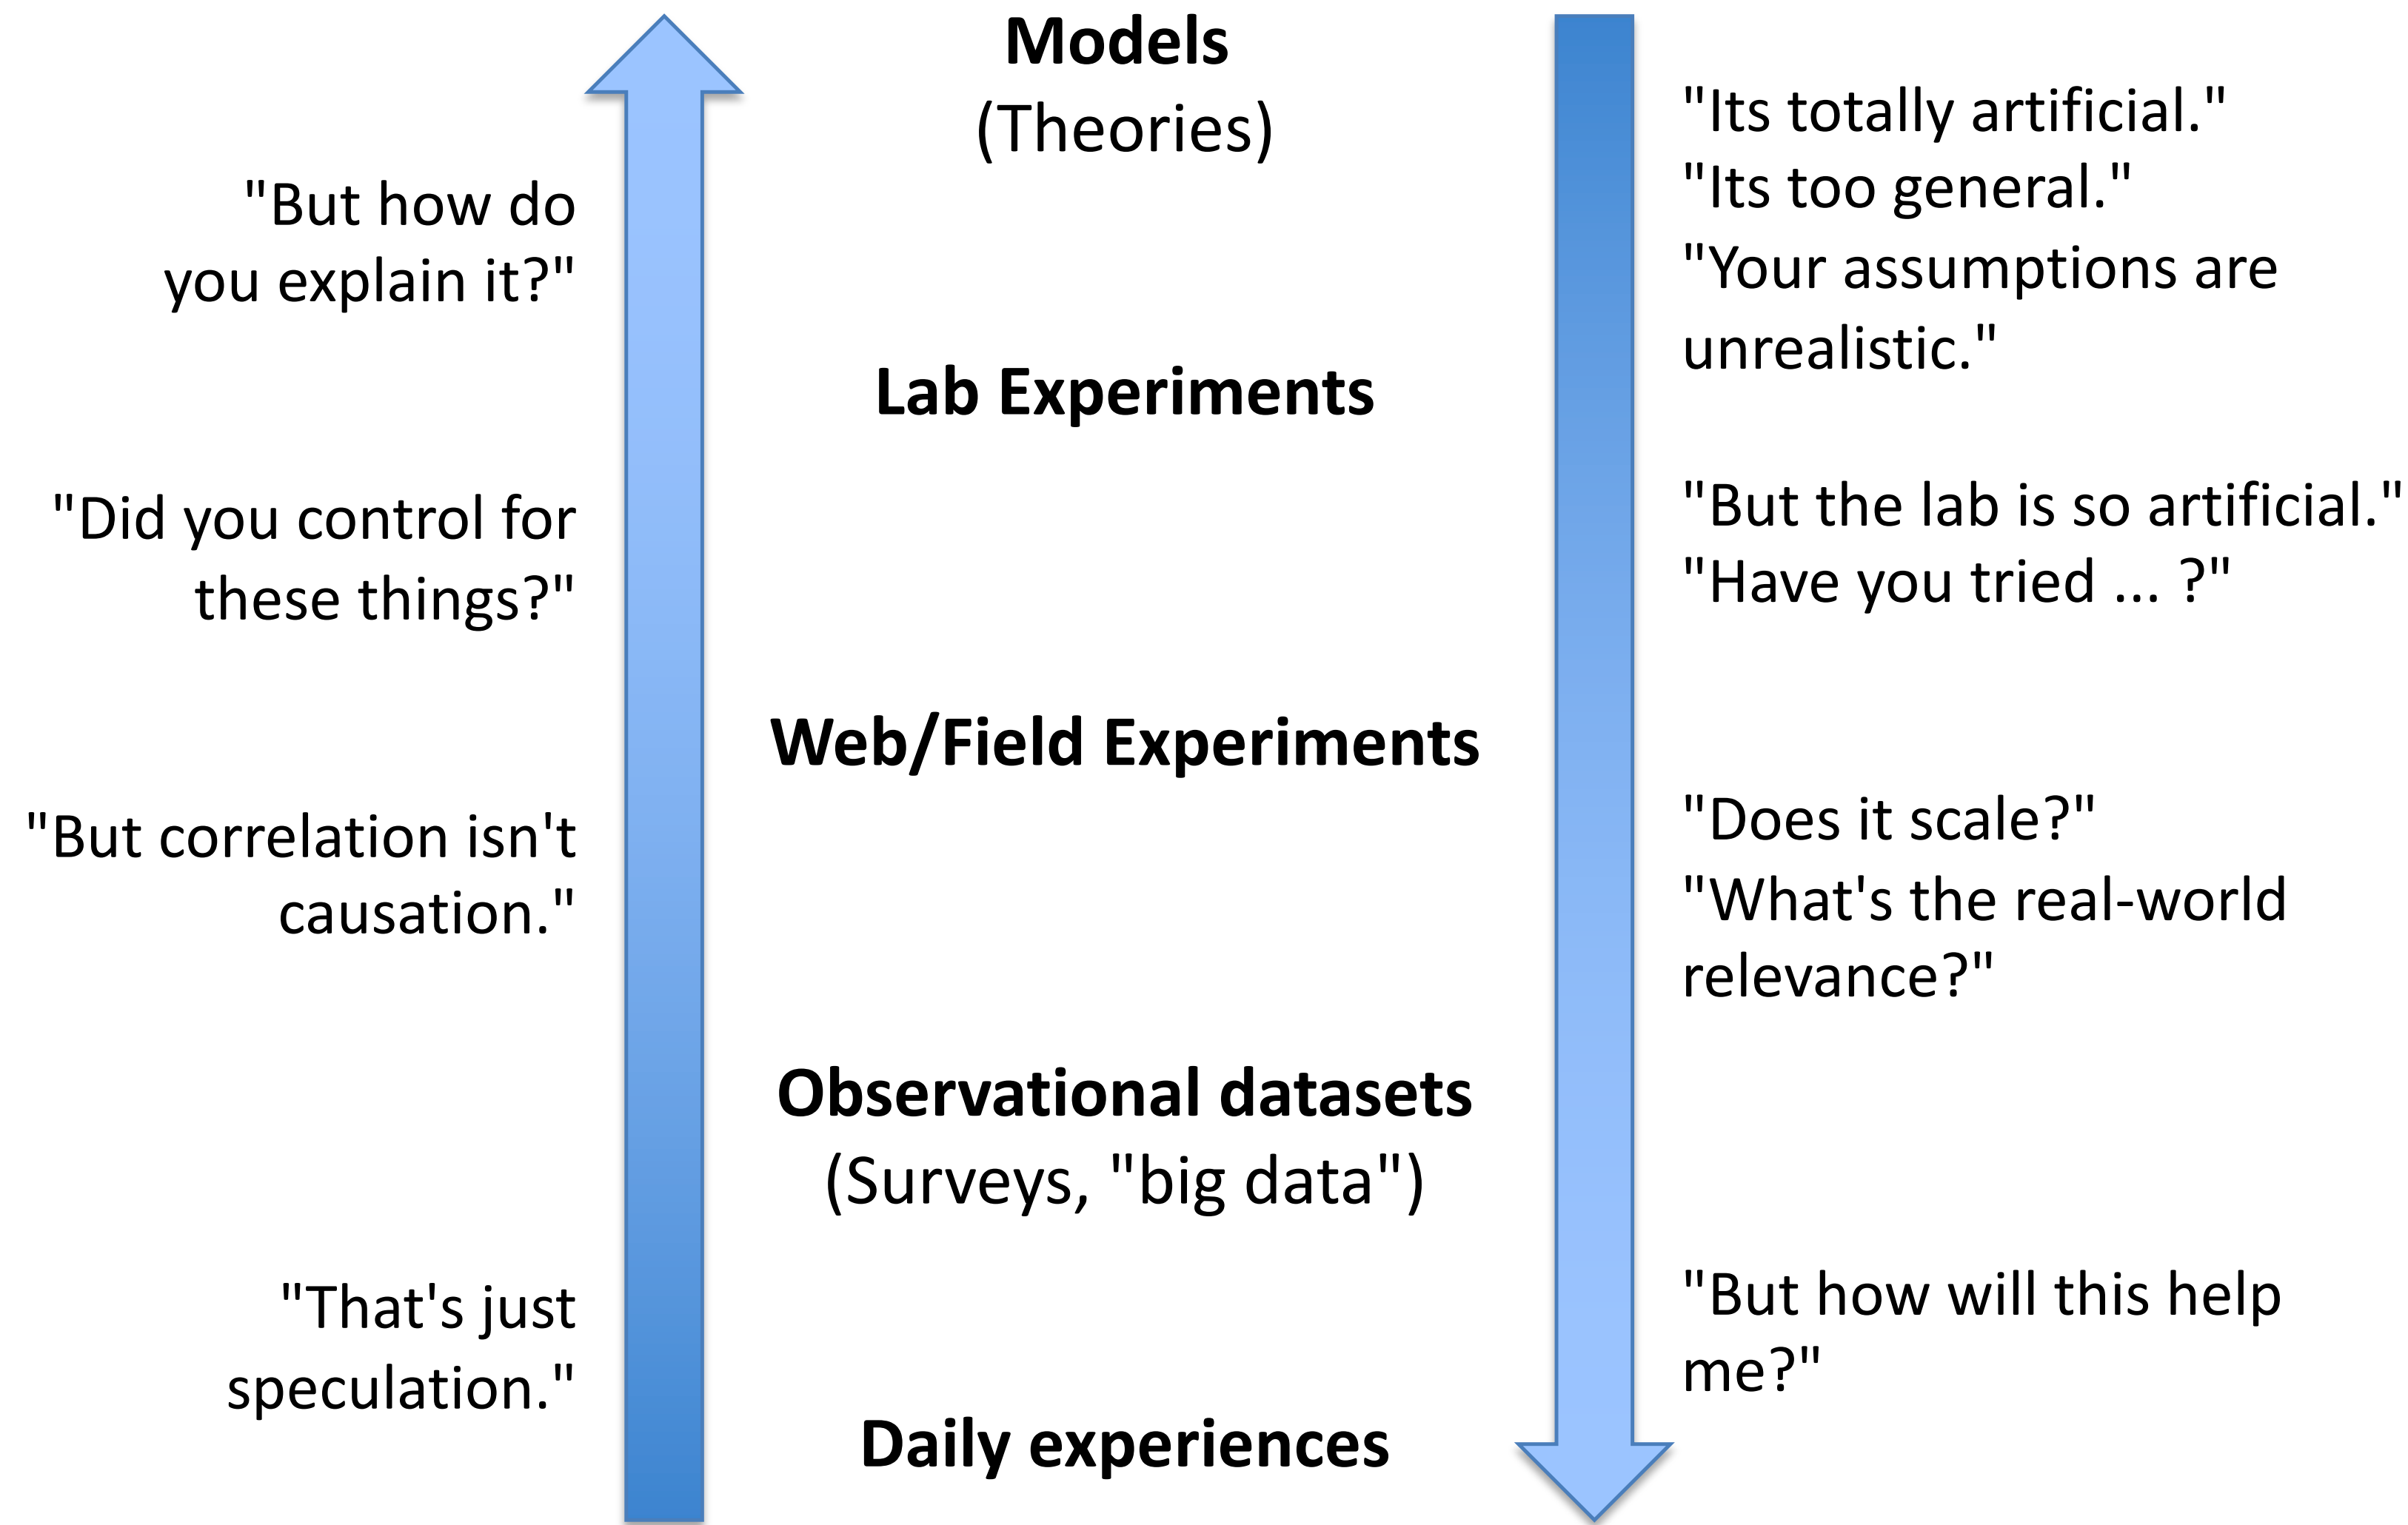 Models
(Theories)
"Its totally artificial."
"Its too general."
"Your assumptions are
unrealistic."
"But how do
you explain it?"
Lab Experiments
"Did you control for
these things?"
"But the lab is so artificial."
"Have you tried ... ?"
Web/Field Experiments
"But correlation isn't
causation."
"Does it scale?"
"What's the real-world
relevance?"
Observational datasets
(Surveys, "big data")
"That's just
speculation."
"But how will this help
me?"
Daily experiences